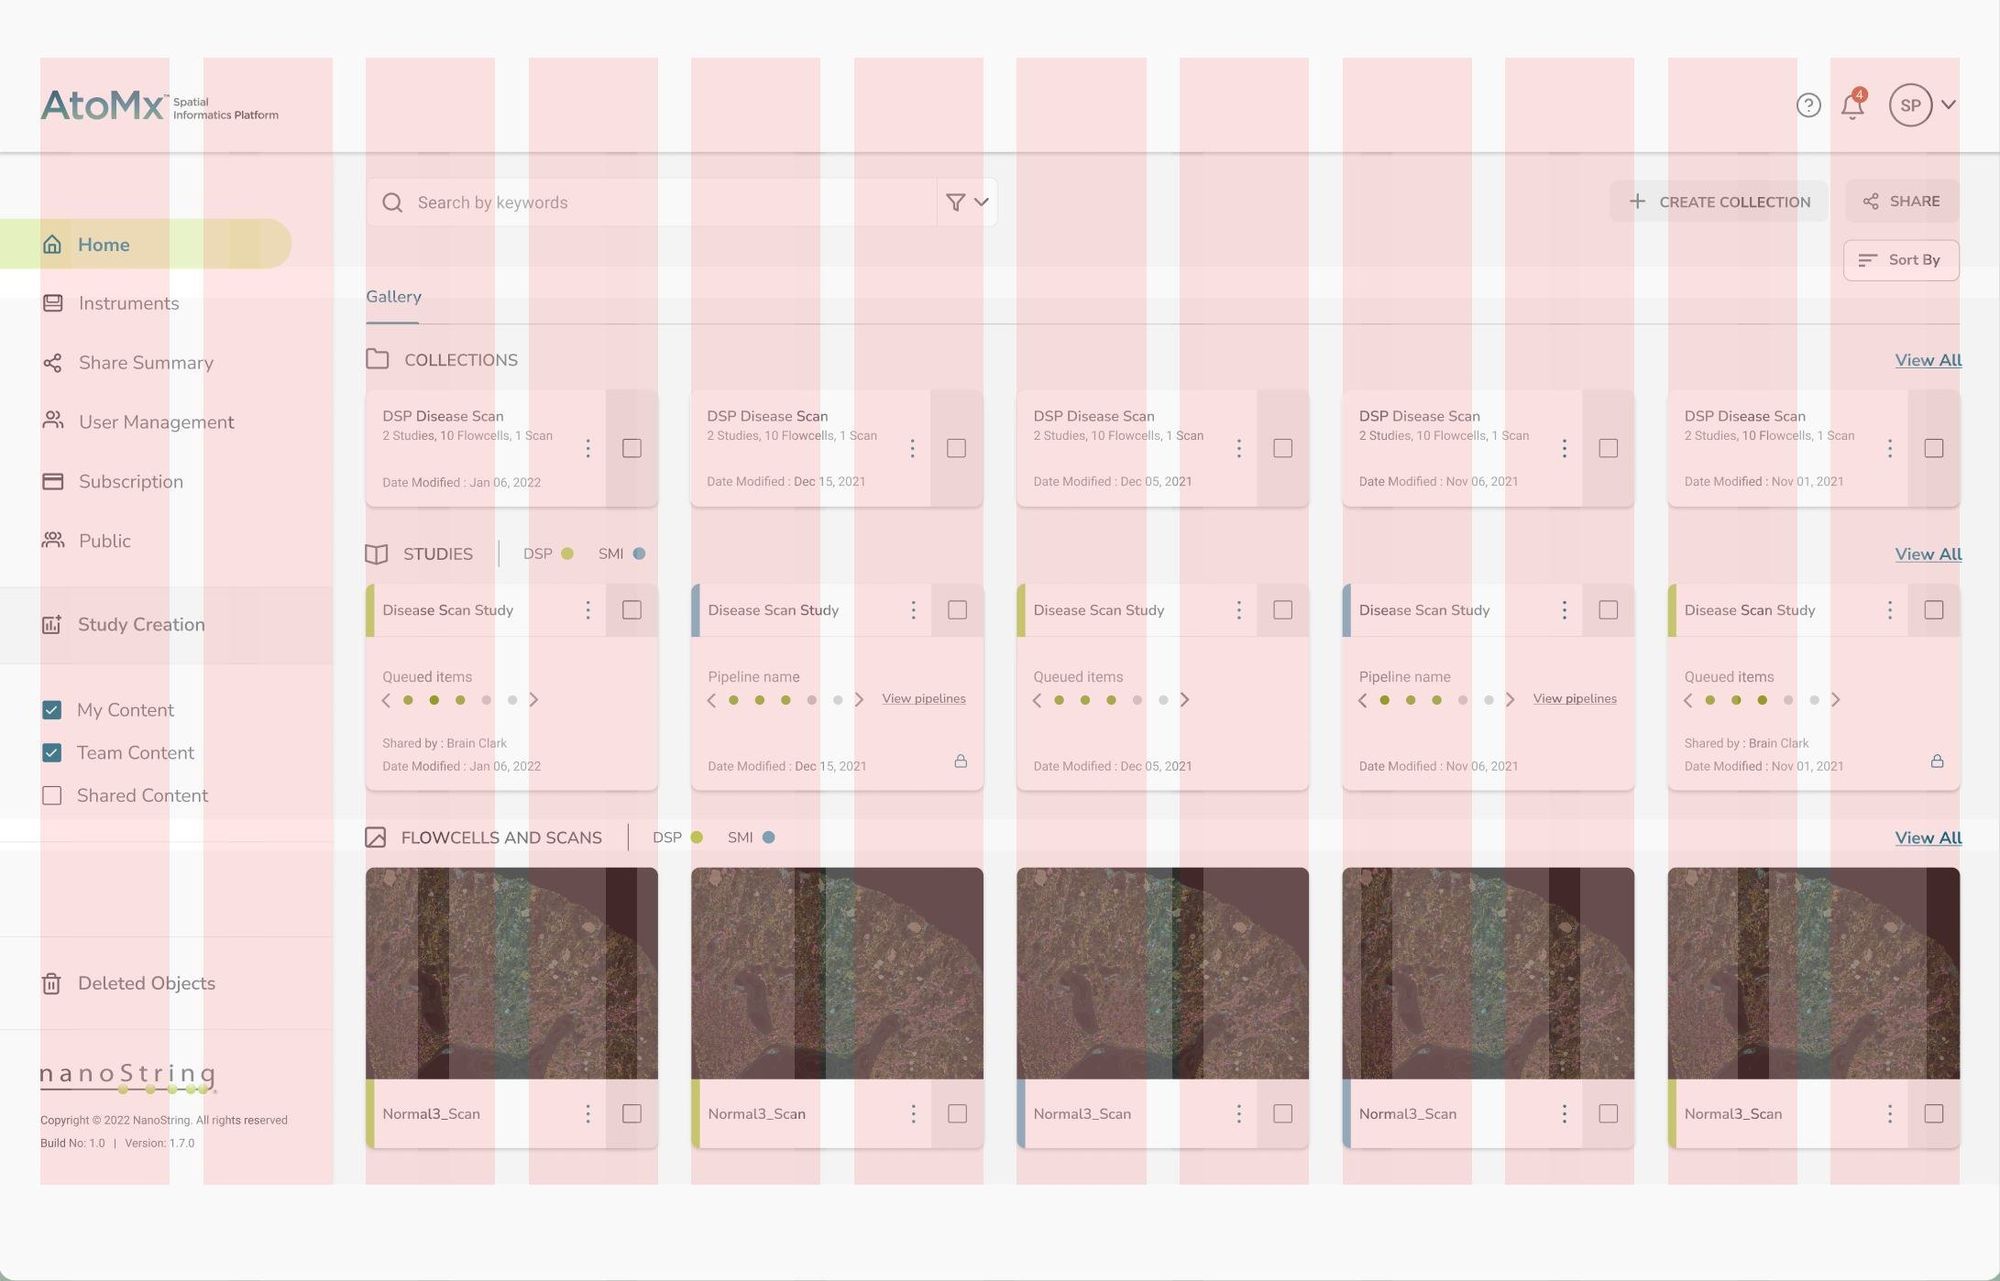 AtoMx™ Spatial
Informatics Platform
4
SP
Search by keywords
CREATE COLLECTION
SHARE
Sort By
Home
Instruments
Share Summary
User Management
Subscription
Public
Study Creation
My Content
Team Content
Shared Content
Deleted Objects
nanoString®
Copyright © 2022 NanoString. All rights reserved
Build No: 1.0 | Version: 1.7.0
Gallery
COLLECTIONS
View All
DSP Disease Scan
2 Studies, 10 Flowcells, 1 Scan
Date Modified : Jan 06, 2022
DSP Disease Scan
2 Studies, 10 Flowcells, 1 Scan
Date Modified : Dec 15, 2021
DSP Disease Scan
2 Studies, 10 Flowcells, 1 Scan
Date Modified : Dec 05, 2021
DSP Disease Scan
2 Studies, 10 Flowcells, 1 Scan
Date Modified : Nov 06, 2021
DSP Disease Scan
2 Studies, 10 Flowcells, 1 Scan
Date Modified : Nov 01, 2021
STUDIES | DSP SMI
View All
Disease Scan Study
Queued items
Shared by : Brain Clark
Date Modified : Jan 06, 2022
Disease Scan Study
Pipeline name
View pipelines
Date Modified : Dec 15, 2021
Disease Scan Study
Queued items
Date Modified : Dec 05, 2021
Disease Scan Study
Pipeline name
View pipelines
Date Modified : Nov 06, 2021
Disease Scan Study
Queued items
Shared by : Brain Clark
Date Modified : Nov 01, 2021
FLOWCELLS AND SCANS | DSP SMI
View All
Normal3_Scan
Normal3_Scan
Normal3_Scan
Normal3_Scan
Normal3_Scan